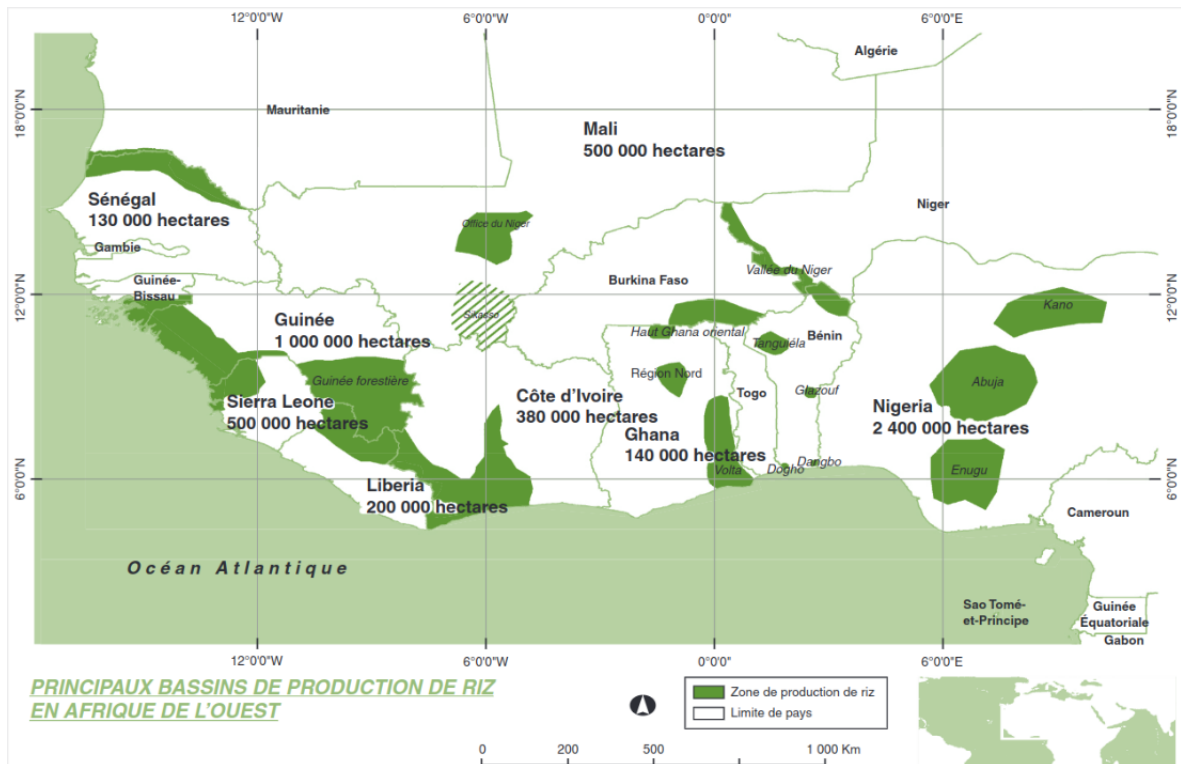 12°0'0"W
6°0'0"W
0°0'0"
6°0'0"E
18°0'0"N
12°0'0"N
6°0'0"N
18°0'0"N
12°0'0"N
6°0'0"N
Algérie
Mauritanie
Mali
500 000 hectares
Sénégal
130 000 hectares
Niger
Office du Niger
Gambie
Vallée du Niger
Guinée-
Bissau
Burkina Faso
Kano
Sikasso
Guinée
1 000 000 hectares
Haut Ghana oriental
Tanguiéla
Bénin
Guinée forestière
Région Nord
Abuja
Sierra Leone
500 000 hectares
Côte d'Ivoire
380 000 hectares
Togo
Glazouf
Nigeria
2 400 000 hectares
Ghana
140 000 hectares
Volta
Dogho
Dangbo
Enugu
Liberia
200 000 hectares
Cameroun
Océan Atlantique
Sao Tomé-
et-Principe
Guinée
Équatoriale
Gabon
12°0'0"W
6°0'0"W
0°0'0"
6°0'0"E
PRINCIPAUX BASSINS DE PRODUCTION DE RIZ
EN AFRIQUE DE L'OUEST
Zone de production de riz
Limite de pays
0
200
500
1 000 Km